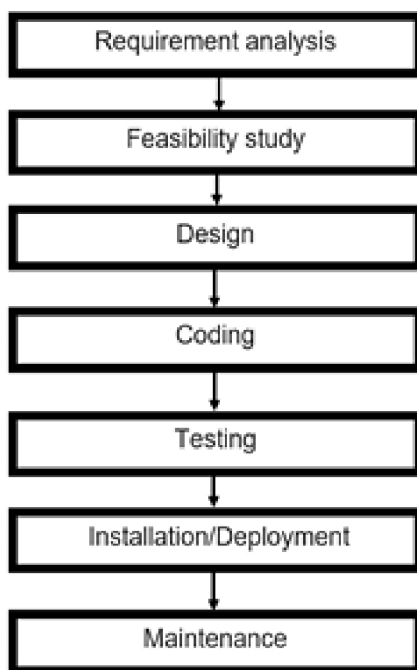 Requirement analysis
Feasibility study
Design
Coding
Testing
Installation/Deployment
Maintenance